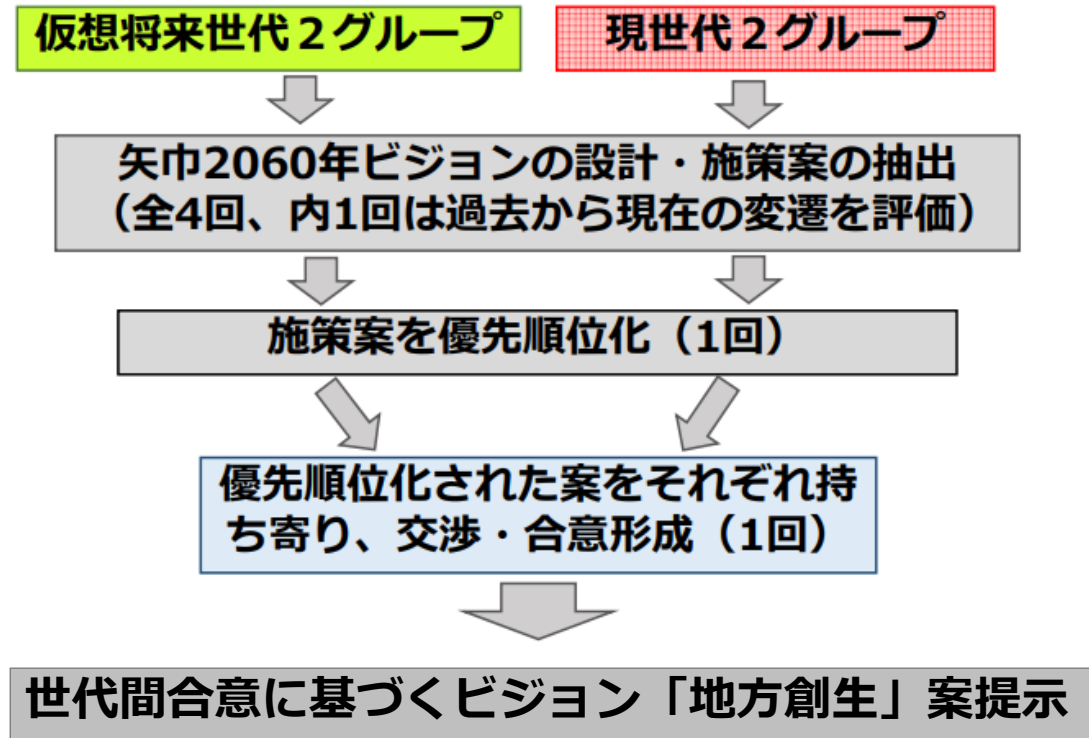 仮想将来世代２グループ
現世代２グループ
矢巾2060年ビジョンの設計・施策案の抽出
（全4回、内1回は過去から現在の変遷を評価）
施策案を優先順位化（1回）
優先順位化された案をそれぞれ持
ち寄り、交渉・合意形成（1回）
世代間合意に基づくビジョン「地方創生」案提示